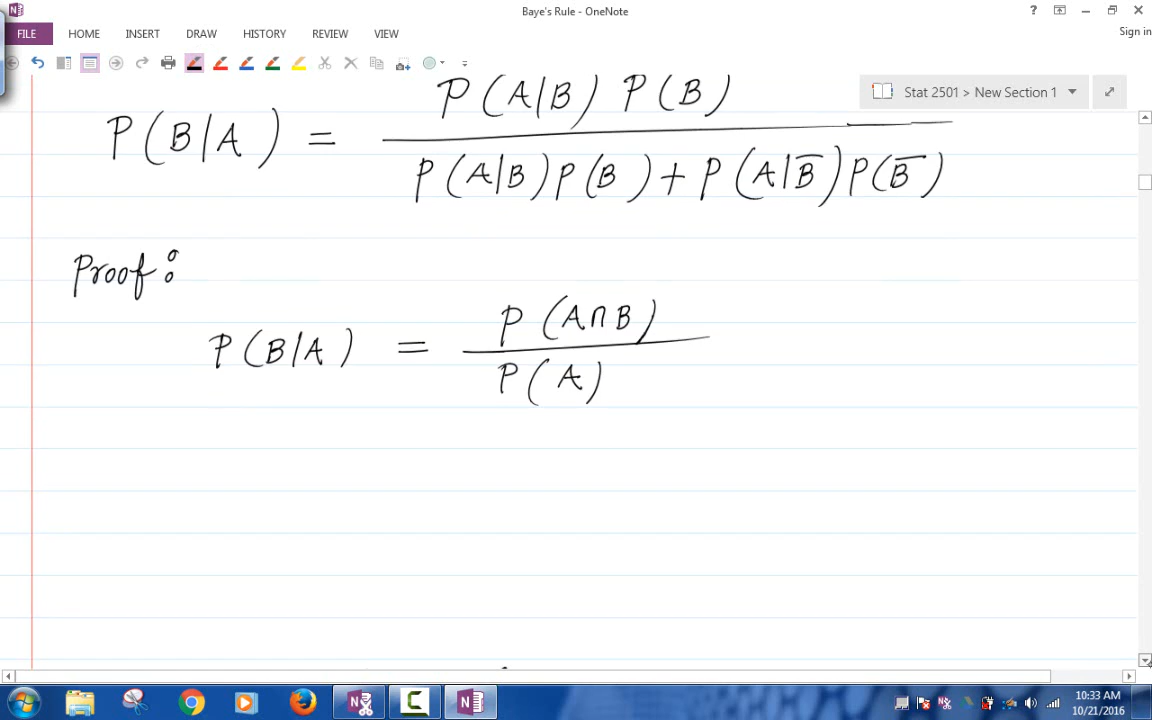 Baye's Rule - OneNote
?
Sign in
FILE HOME INSERT DRAW HISTORY REVIEW VIEW
Stat 2501 > New Section 1
P(B|A) = P(A|B) P(B)
P(A|B)P(B) + P(A|B̅)P(B̅)
Proof:
P(B|A) = P(A∩B)
P(A)
10:33 AM
10/21/2016